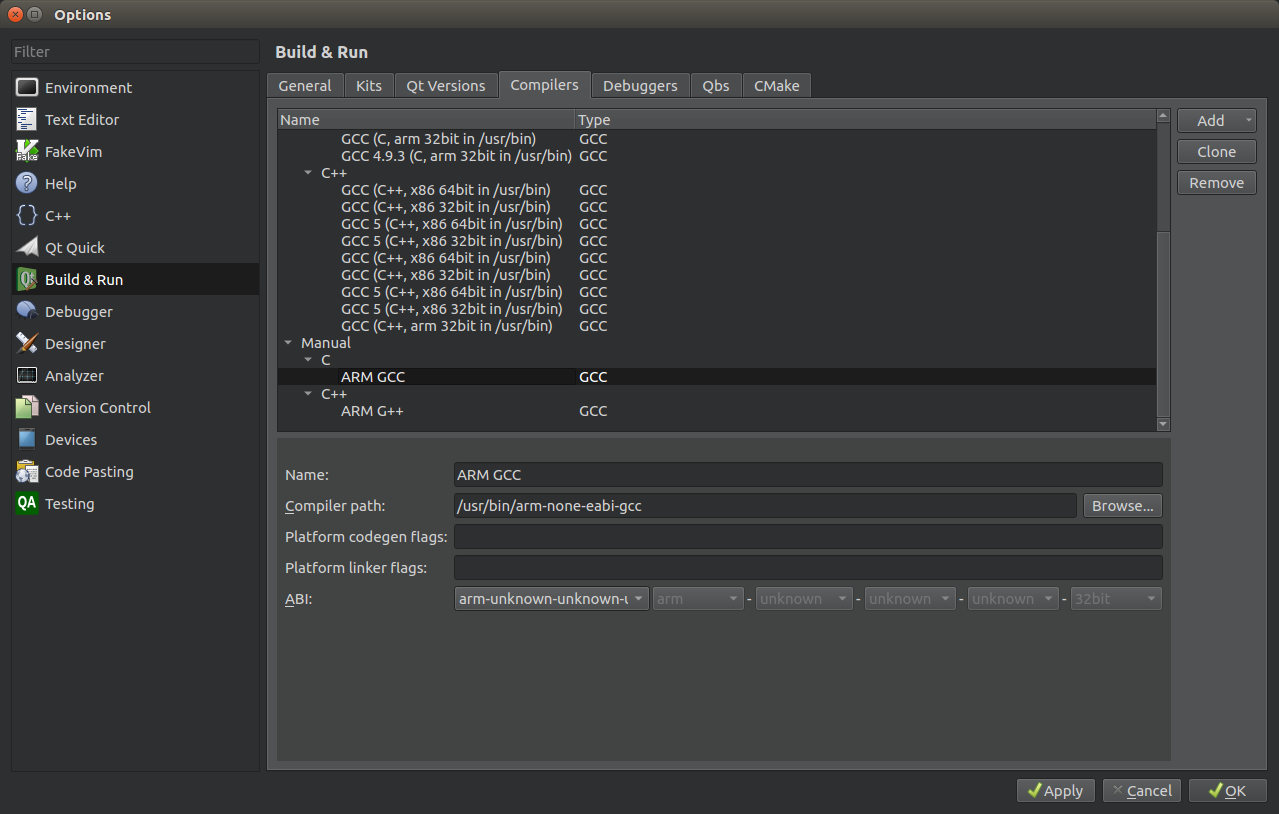 Options
Filter
Environment
Text Editor
FakeVim
Help
C++
Qt Quick
Build & Run
Debugger
Designer
Analyzer
Version Control
Devices
Code Pasting
QA Testing
Build & Run
General Kits Qt Versions Compilers Debuggers Qbs CMake
Name Type
GCC (C, arm 32bit in /usr/bin) GCC
GCC 4.9.3 (C, arm 32bit in /usr/bin) GCC
C++
GCC (C++, x86 64bit in /usr/bin) GCC
GCC (C++, x86 32bit in /usr/bin) GCC
GCC 5 (C++, x86 64bit in /usr/bin) GCC
GCC 5 (C++, x86 32bit in /usr/bin) GCC
GCC (C++, x86 64bit in /usr/bin) GCC
GCC (C++, x86 32bit in /usr/bin) GCC
GCC 5 (C++, x86 64bit in /usr/bin) GCC
GCC 5 (C++, x86 32bit in /usr/bin) GCC
GCC (C++, arm 32bit in /usr/bin) GCC
Manual
C
ARM GCC GCC
C++
ARM G++ GCC
Add
Clone
Remove
Name: ARM GCC
Compiler path: /usr/bin/arm-none-eabi-gcc Browse...
Platform codegen flags:
Platform linker flags:
ABI: arm-unknown-unknown-u arm - unknown - unknown - unknown - 32bit
Apply Cancel OK